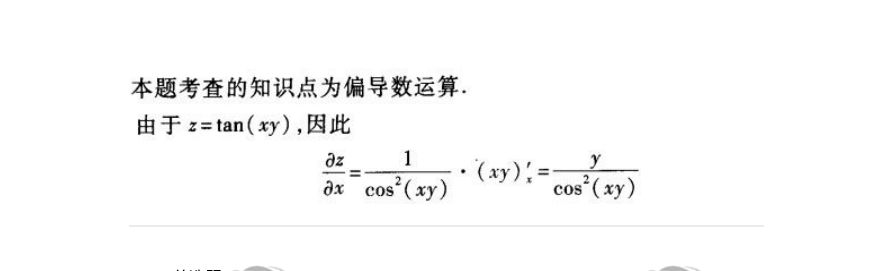 本题考查的知识点为偏导数运算.
由于 z=tan(xy),因此
∂z/∂x = 1/cos²(xy) · (xy)′ₓ = y/cos²(xy)